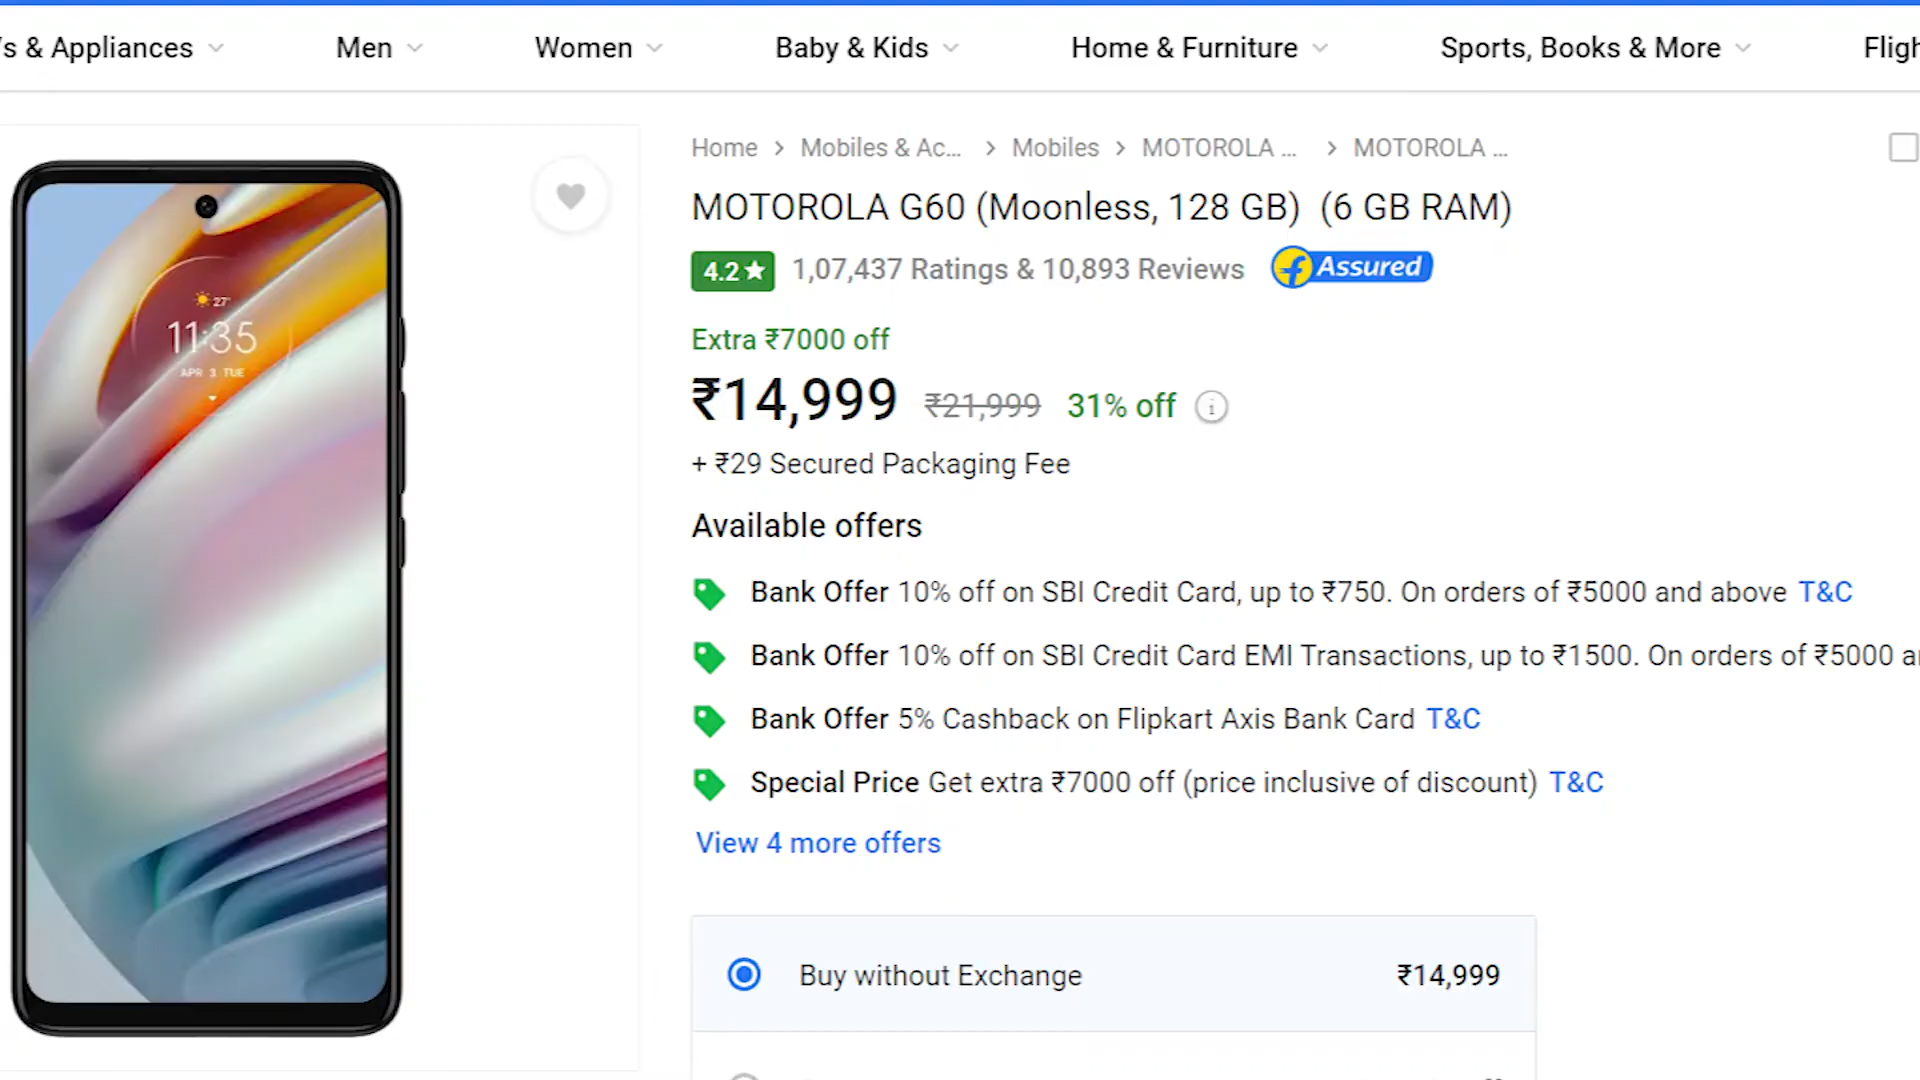 's & Appliances
Men
Women
Baby & Kids
Home & Furniture
Sports, Books & More
Fligh
Home > Mobiles & Ac... > Mobiles > MOTOROLA ... > MOTOROLA ...
MOTOROLA G60 (Moonless, 128 GB) (6 GB RAM)
4.2★ 1,07,437 Ratings & 10,893 Reviews Assured
Extra ₹7000 off
₹14,999 ₹21,999 31% off
+ ₹29 Secured Packaging Fee
Available offers
Bank Offer 10% off on SBI Credit Card, up to ₹750. On orders of ₹5000 and above T&C
Bank Offer 10% off on SBI Credit Card EMI Transactions, up to ₹1500. On orders of ₹5000 a
Bank Offer 5% Cashback on Flipkart Axis Bank Card T&C
Special Price Get extra ₹7000 off (price inclusive of discount) T&C
View 4 more offers
Buy without Exchange ₹14,999
27°
11:35
APR 3 TUE